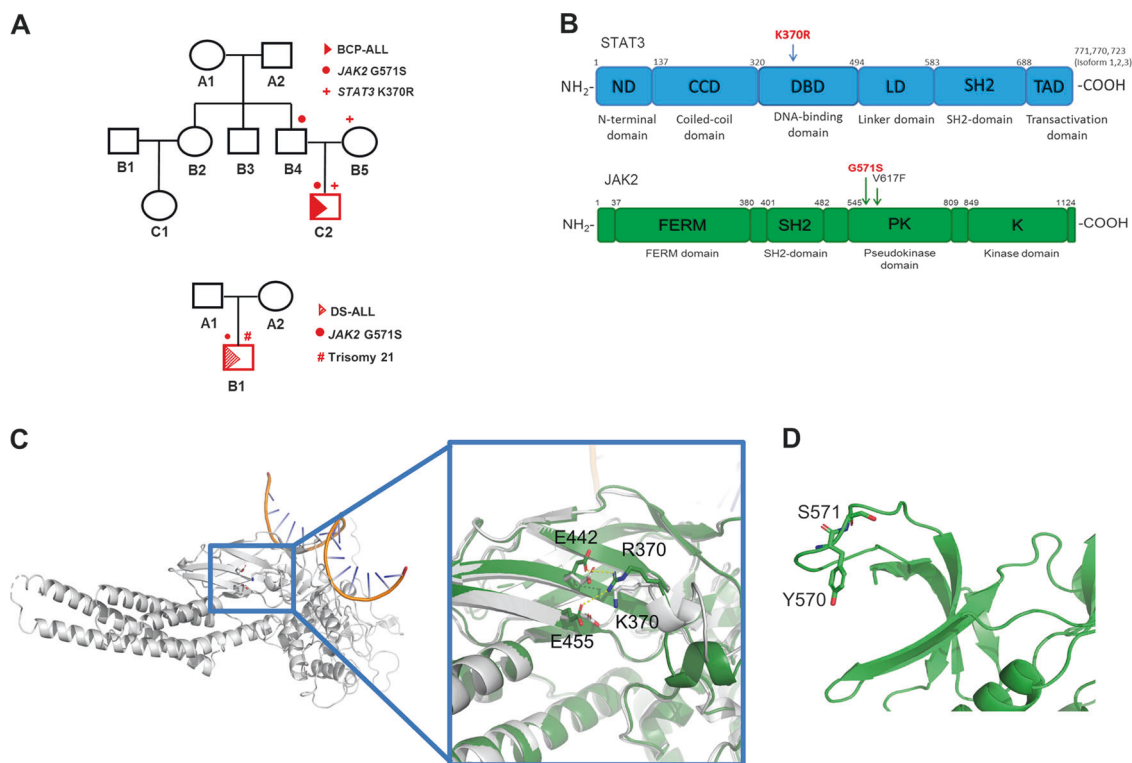 A
BCP-ALL
JAK2 G571S
+ STAT3 K370R
A1
A2
B1
B2
B3
B4
+
B5
+
C1
C2
A1
A2
#
B1
DS-ALL
JAK2 G571S
# Trisomy 21
B
STAT3
K370R
1
137
320
494
583
688
771,770,723
(Isoform 1,2,3)
NH2-
ND
CCD
DBD
LD
SH2
TAD
-COOH
N-terminal domain
Coiled-coil domain
DNA-binding domain
Linker domain
SH2-domain
Transactivation domain
JAK2
G571S
V617F
1
37
380
401
482
545
809
849
1124
NH2-
FERM
SH2
PK
K
-COOH
FERM domain
SH2-domain
Pseudokinase domain
Kinase domain
C
E442
R370
K370
E455
D
S571
Y570